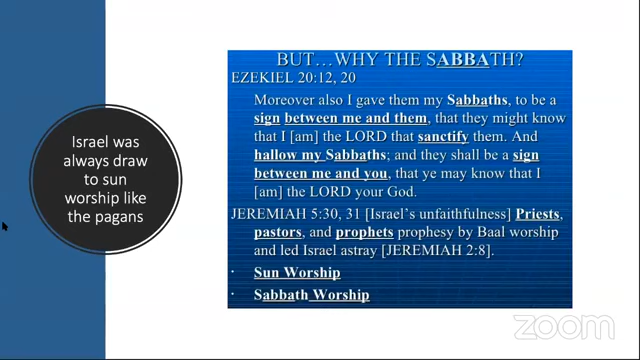 Israel was
always draw
to sun
worship like
the pagans
BUT…WHY THE SABBATH?
EZEKIEL 20:12, 20
Moreover also I gave them my Sabbaths, to be a
sign between me and them, that they might know
that I [am] the LORD that sanctify them. And
hallow my Sabbaths; and they shall be a sign
between me and you, that ye may know that I
[am] the LORD your God.
JEREMIAH 5:30, 31 [Israel's unfaithfulness] Priests,
pastors, and prophets prophesy by Baal worship
and led Israel astray [JEREMIAH 2:8].
· Sun Worship
· Sabbath Worship
zoom